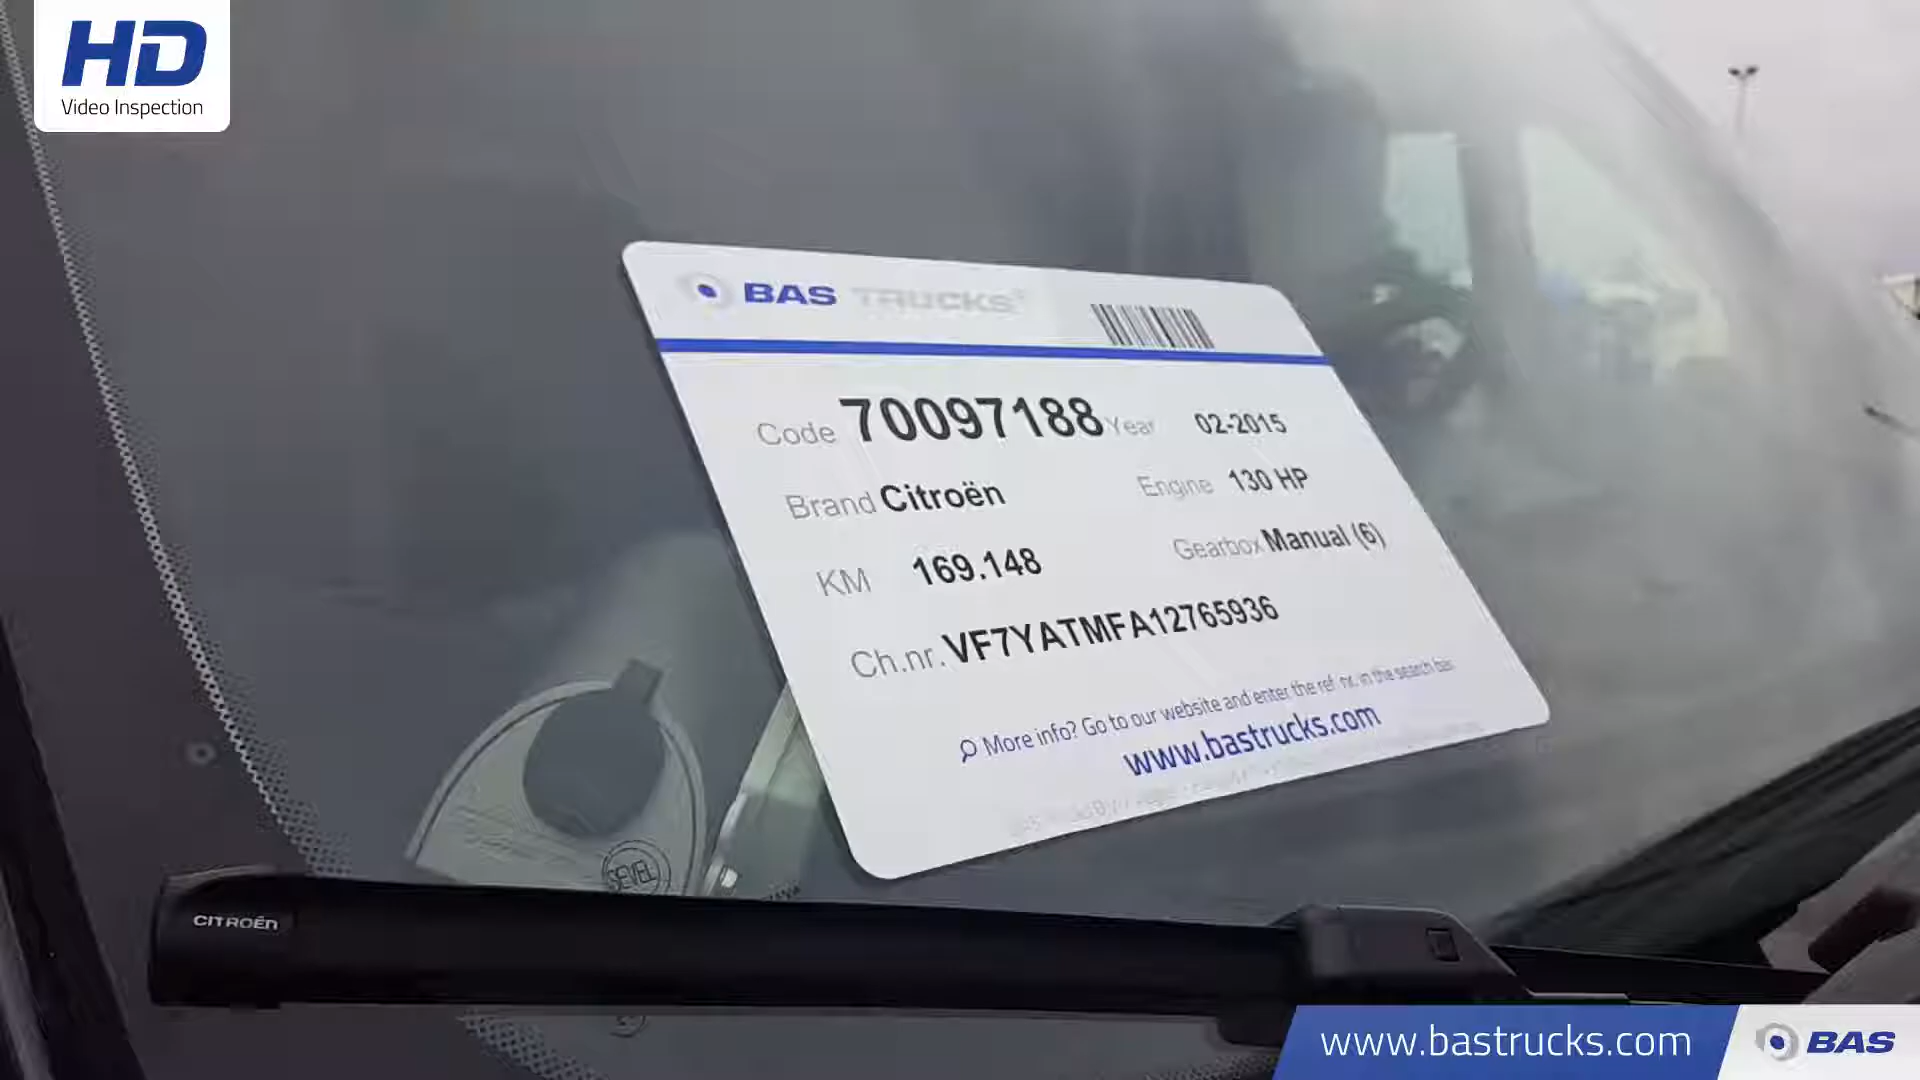 HD
Video Inspection
BAS TRUCKS
Code 70097188 Year 02-2015
Brand Citroën Engine 130 HP
KM 169.148 Gearbox Manual (6)
Ch.nr. VF7YATMFA12765936
More info? Go to our website and enter the ref. nr. in the search bar.
www.bastrucks.com
SEVEL
CITROËN
www.bastrucks.com BAS